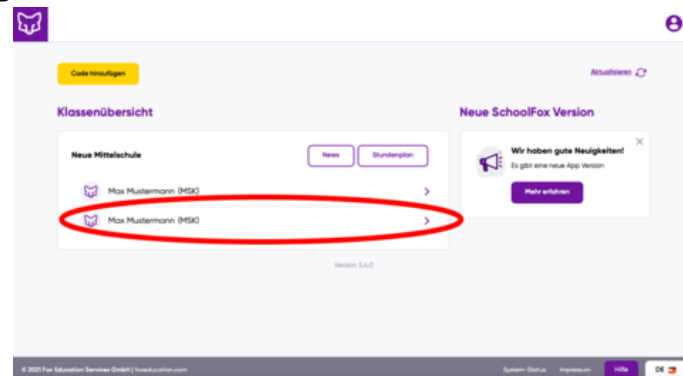 Code hinzufügen
Aktualisieren
Klassenübersicht
Neue SchoolFox Version
Neue Mittelschule
News
Stundenplan
Max Mustermann (MSK)
Max Mustermann (MSK)
Wir haben gute Neuigkeiten!
Es gibt eine neue App Version
Mehr erfahren
Version 5.4.0
© 2021 Fox Education Services GmbH | foxeducation.com
System-Status
Impressum
Hilfe
DE